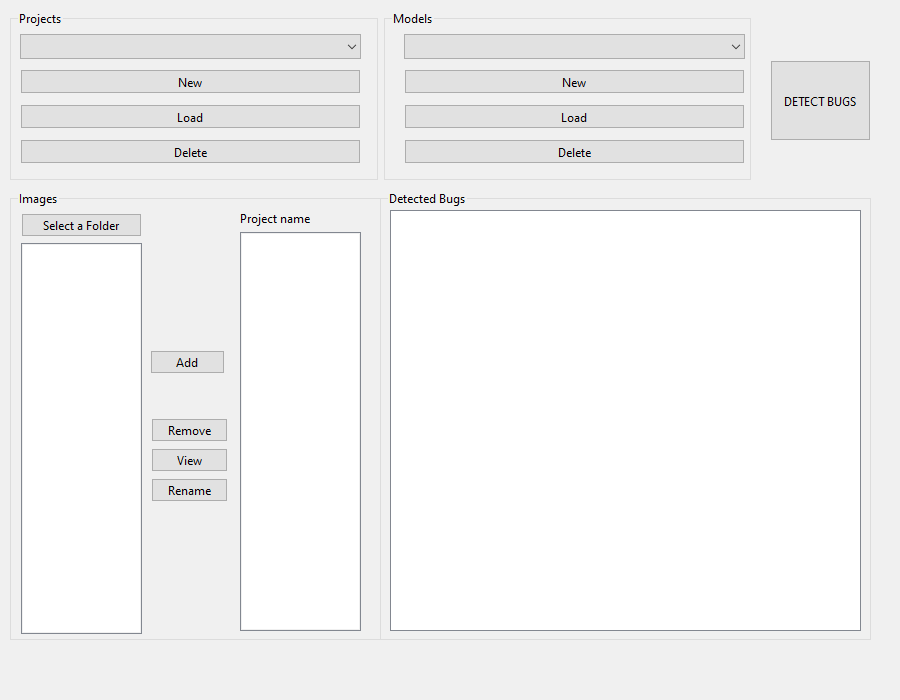 Projects
New
Load
Delete
Models
New
Load
Delete
DETECT BUGS
Images
Select a Folder
Project name
Add
Remove
View
Rename
Detected Bugs